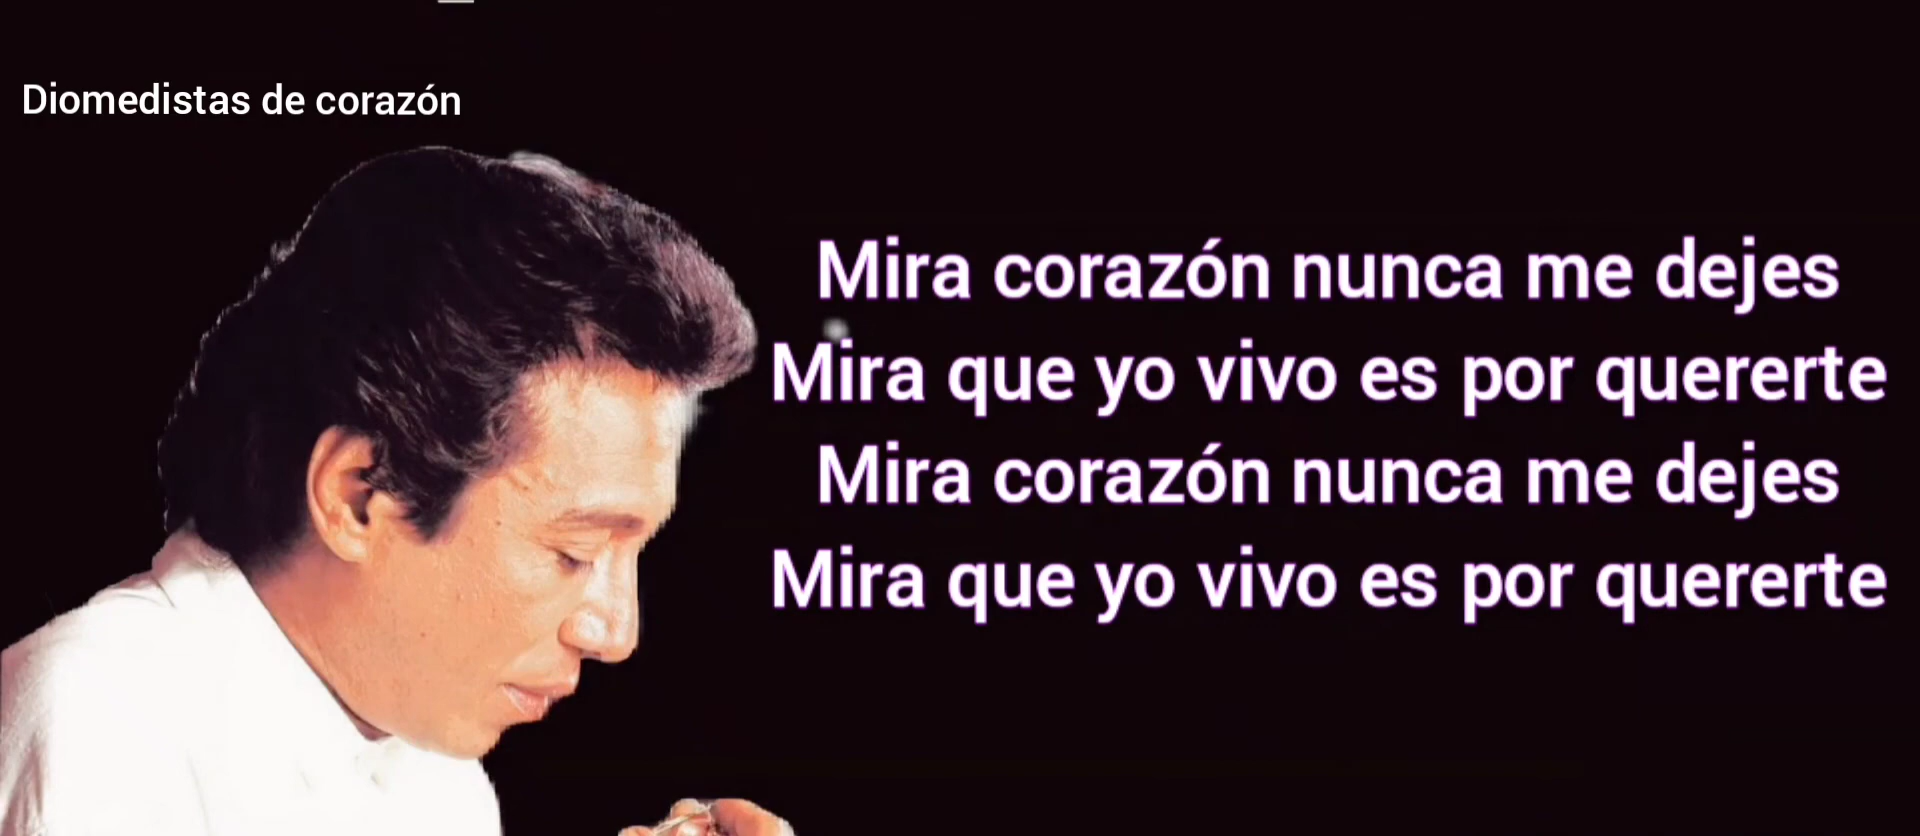 Diomedistas de corazón
Mira corazón nunca me dejes
Mira que yo vivo es por quererte
Mira corazón nunca me dejes
Mira que yo vivo es por quererte